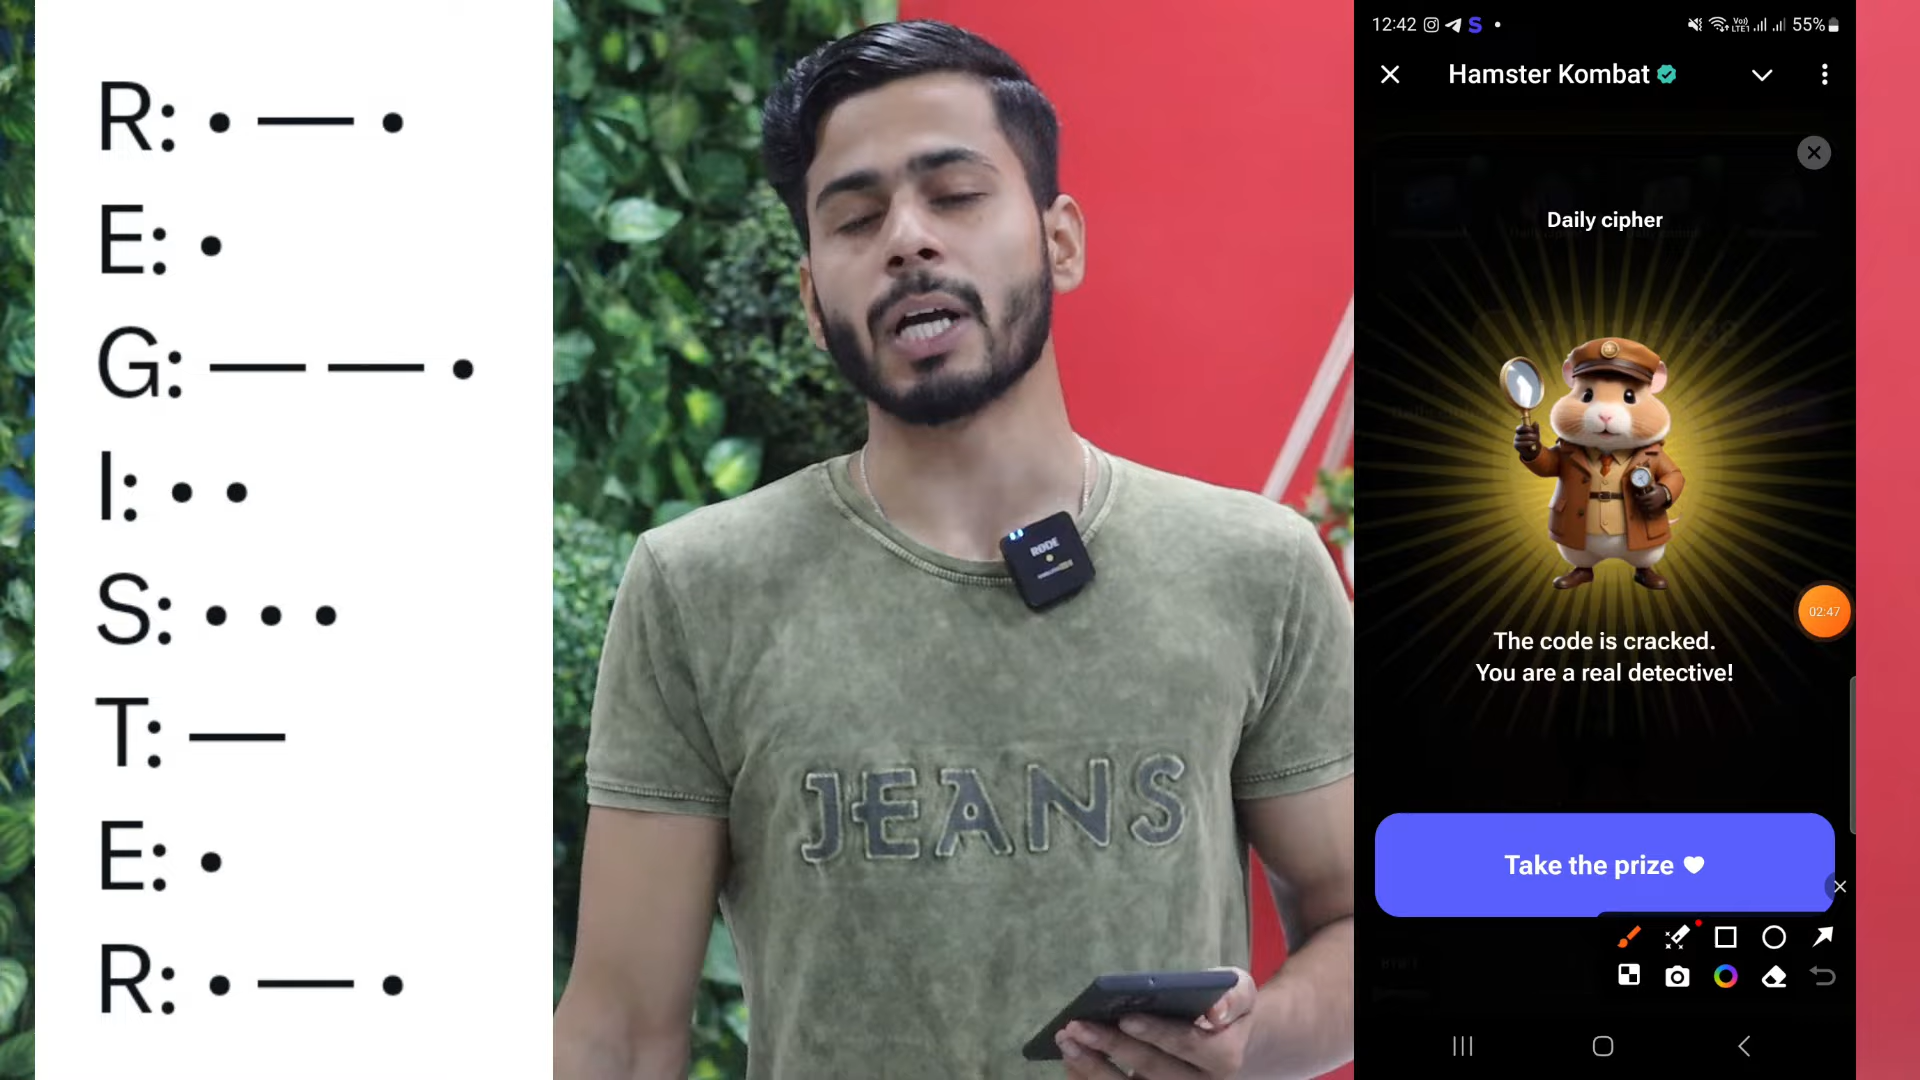 R: • — •
E: •
G: — — •
I: • •
S: • • •
T: —
E: •
R: • — •
RODE
JEANS
12:42
55%
Hamster Kombat
Daily cipher
The code is cracked.
You are a real detective!
02:47
Take the prize